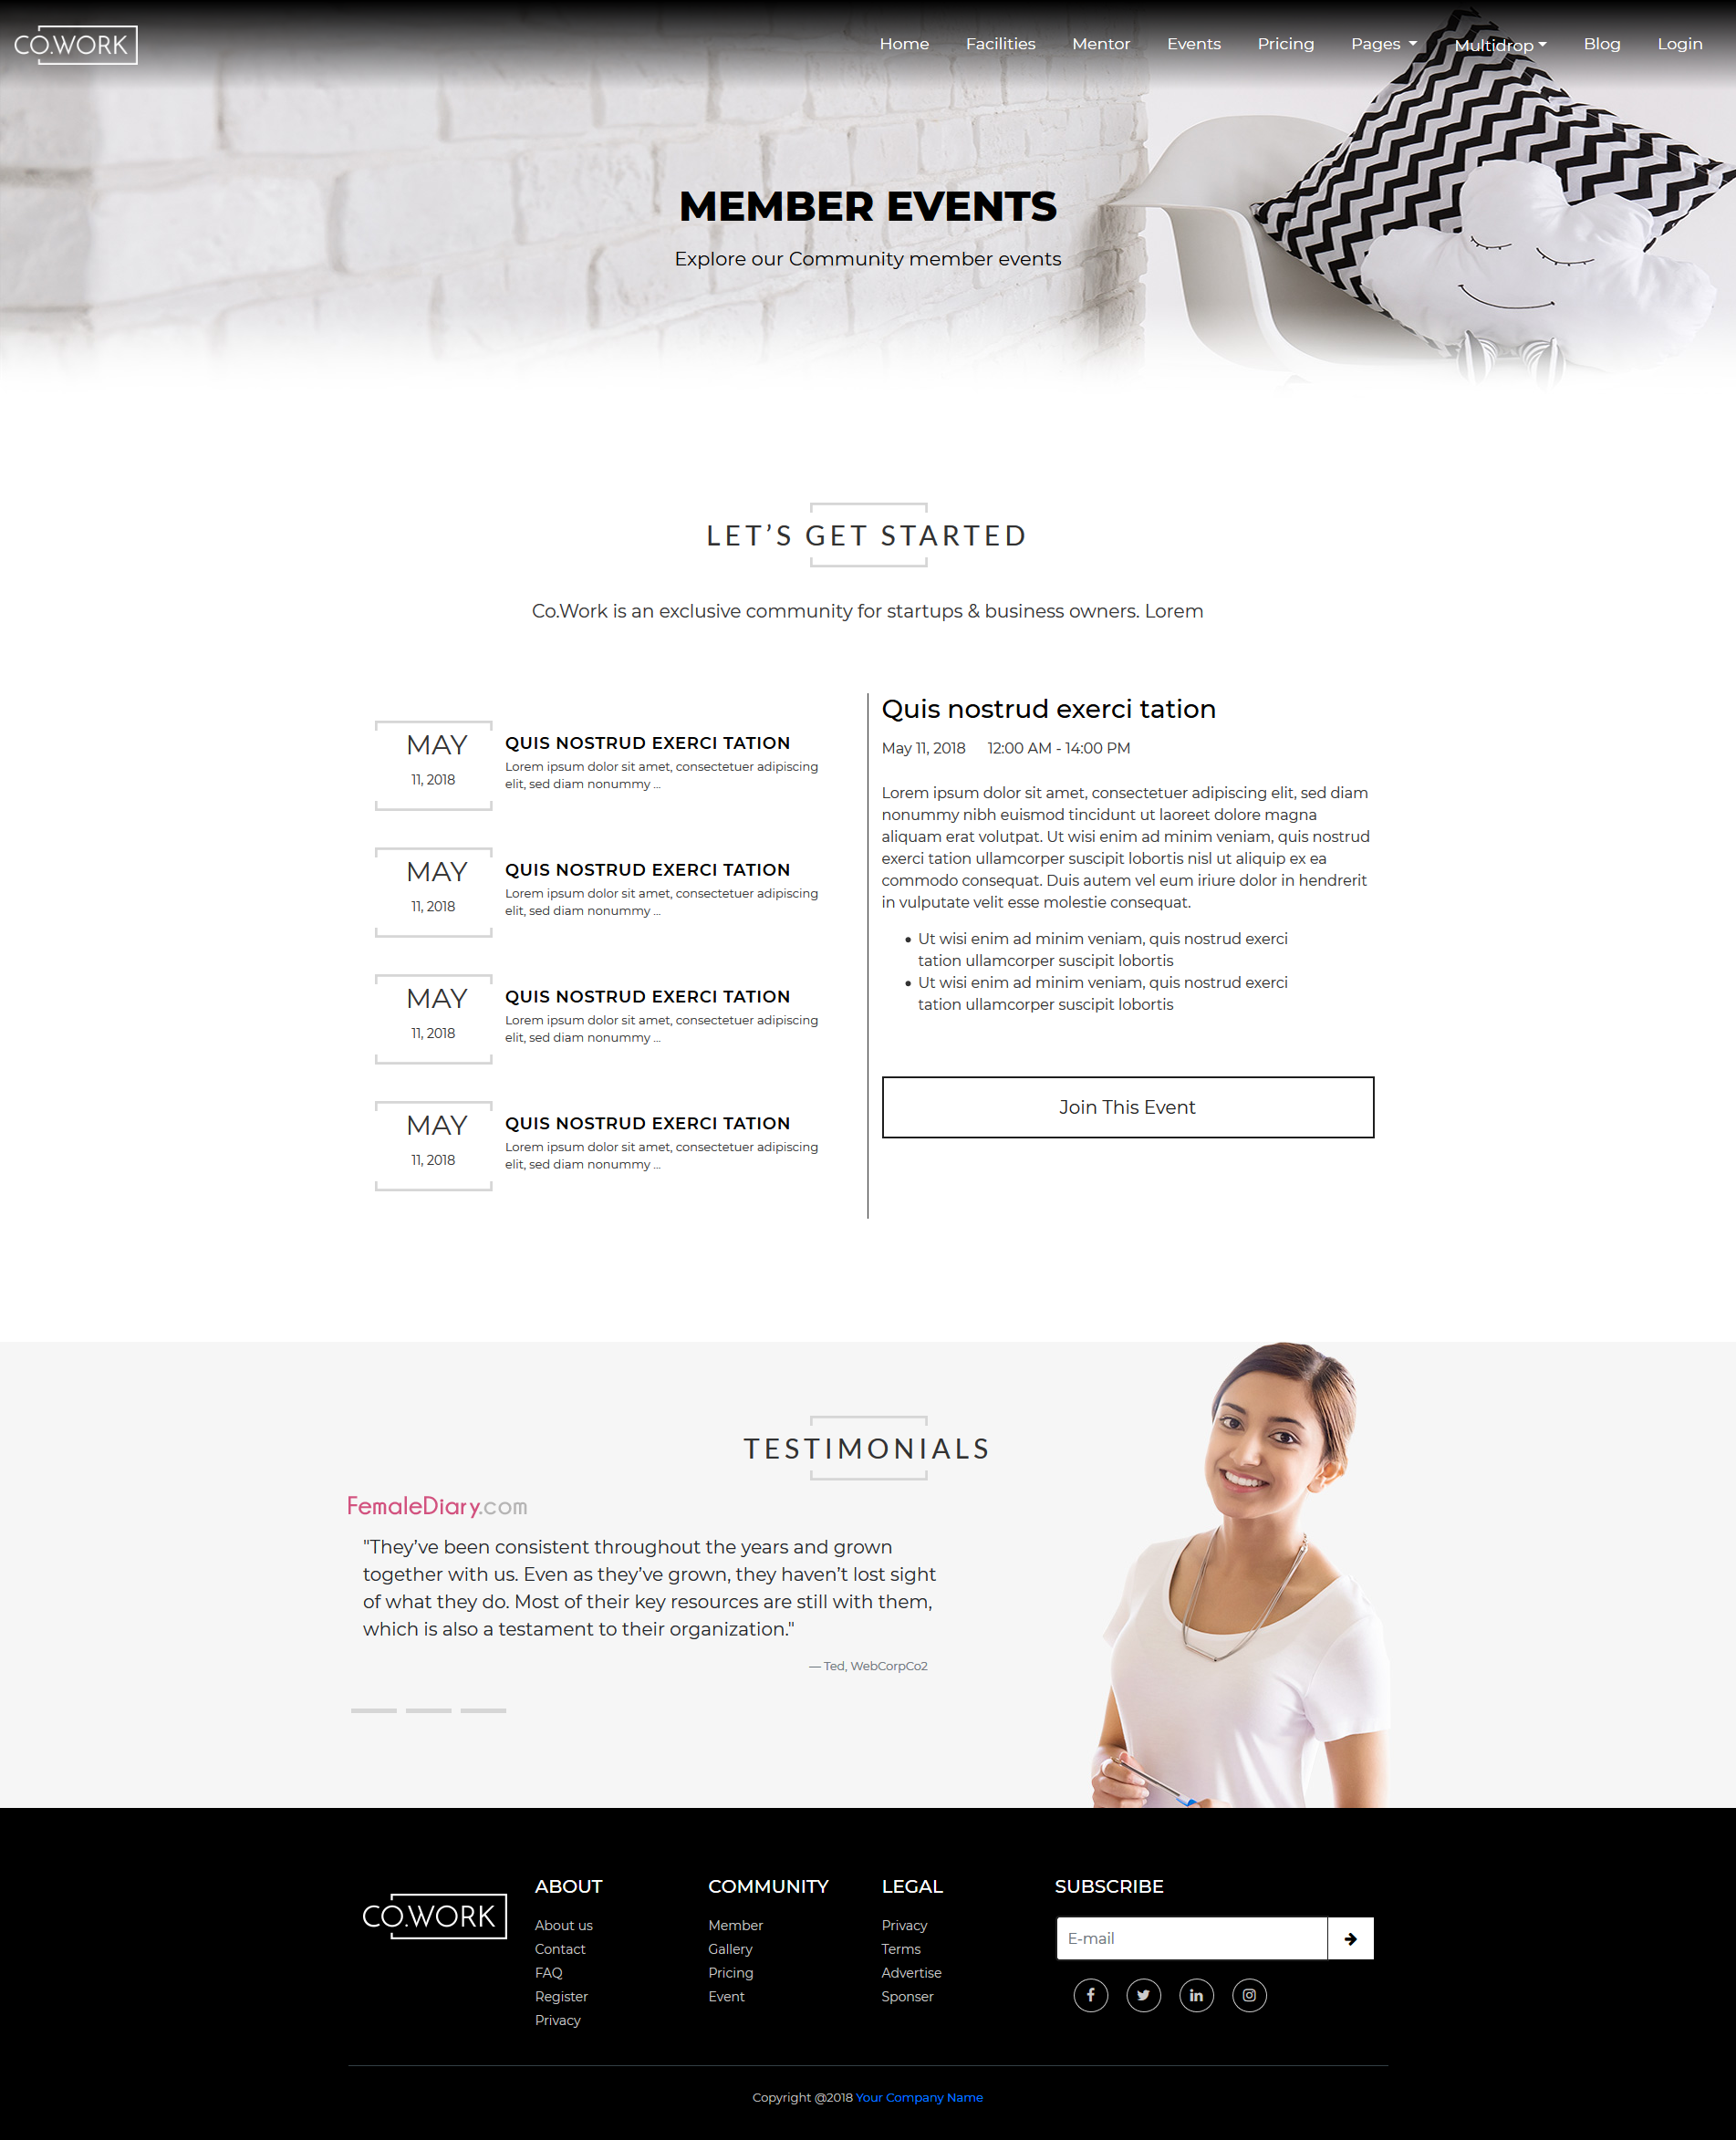 CO.WORK
Home Facilities Mentor Events Pricing Pages Multidrop Blog Login
MEMBER EVENTS
Explore our Community member events
LET’S GET STARTED
Co.Work is an exclusive community for startups & business owners. Lorem
MAY
11, 2018
QUIS NOSTRUD EXERCI TATION
Lorem ipsum dolor sit amet, consectetuer adipiscing
elit, sed diam nonummy ...
MAY
11, 2018
QUIS NOSTRUD EXERCI TATION
Lorem ipsum dolor sit amet, consectetuer adipiscing
elit, sed diam nonummy ...
MAY
11, 2018
QUIS NOSTRUD EXERCI TATION
Lorem ipsum dolor sit amet, consectetuer adipiscing
elit, sed diam nonummy ...
MAY
11, 2018
QUIS NOSTRUD EXERCI TATION
Lorem ipsum dolor sit amet, consectetuer adipiscing
elit, sed diam nonummy ...
Quis nostrud exerci tation
May 11, 2018 12:00 AM - 14:00 PM
Lorem ipsum dolor sit amet, consectetuer adipiscing elit, sed diam
nonummy nibh euismod tincidunt ut laoreet dolore magna
aliquam erat volutpat. Ut wisi enim ad minim veniam, quis nostrud
exerci tation ullamcorper suscipit lobortis nisl ut aliquip ex ea
commodo consequat. Duis autem vel eum iriure dolor in hendrerit
in vulputate velit esse molestie consequat.
• Ut wisi enim ad minim veniam, quis nostrud exerci
tation ullamcorper suscipit lobortis
• Ut wisi enim ad minim veniam, quis nostrud exerci
tation ullamcorper suscipit lobortis
Join This Event
TESTIMONIALS
FemaleDiary.com
"They’ve been consistent throughout the years and grown
together with us. Even as they’ve grown, they haven’t lost sight
of what they do. Most of their key resources are still with them,
which is also a testament to their organization."
— Ted, WebCorpCo2
CO.WORK
ABOUT
About us
Contact
FAQ
Register
Privacy
COMMUNITY
Member
Gallery
Pricing
Event
LEGAL
Privacy
Terms
Advertise
Sponser
SUBSCRIBE
E-mail
Copyright @2018 Your Company Name